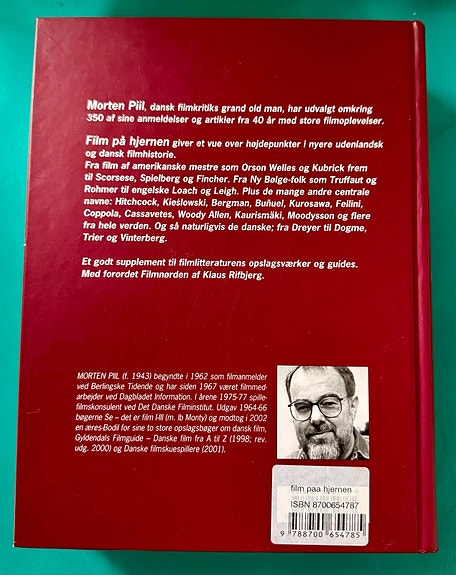 Morten Piil, dansk filmkritiks grand old man, har udvalgt omkring
350 af sine anmeldelser og artikler fra 40 år med store filmoplevelser.
Film på hjernen giver et vue over højdepunkter i nyere udenlandsk
og dansk filmhistorie.
Fra film af amerikanske mestre som Orson Welles og Kubrick frem
til Scorsese, Spielberg og Fincher. Fra Ny Bølge-folk som Truffaut og
Rohmer til engelske Loach og Leigh. Plus de mange andre centrale
navne: Hitchcock, Kieślowski, Bergman, Buñuel, Kurosawa, Fellini,
Coppola, Cassavetes, Woody Allen, Kaurismäki, Moodysson og flere
fra hele verden. Og så naturligvis de danske; fra Dreyer til Dogme,
Trier og Vinterberg.
Et godt supplement til filmlitteraturens opslagsværker og guides.
Med forordet Filmnørden af Klaus Rifbjerg.
MORTEN PIIL (f. 1943) begyndte i 1962 som filmanmelder
ved Berlingske Tidende og har siden 1967 været filmmed-
arbejder ved Dagbladet Information. I årene 1975-77 spille-
filmskonsulent ved Det Danske Filminstitut. Udgav 1964-66
bøgerne Se – det er film I-III (m. Ib Monty) og modtog i 2002
en æres-Bodil for sine to store opslagsbøger om dansk film,
Gyldendals Filmguide – Danske film fra A til Z (1998; rev.
udg. 2000) og Danske filmskuespillere (2001).
film paa hjernen
ISBN 8700654787
9 788700 654785